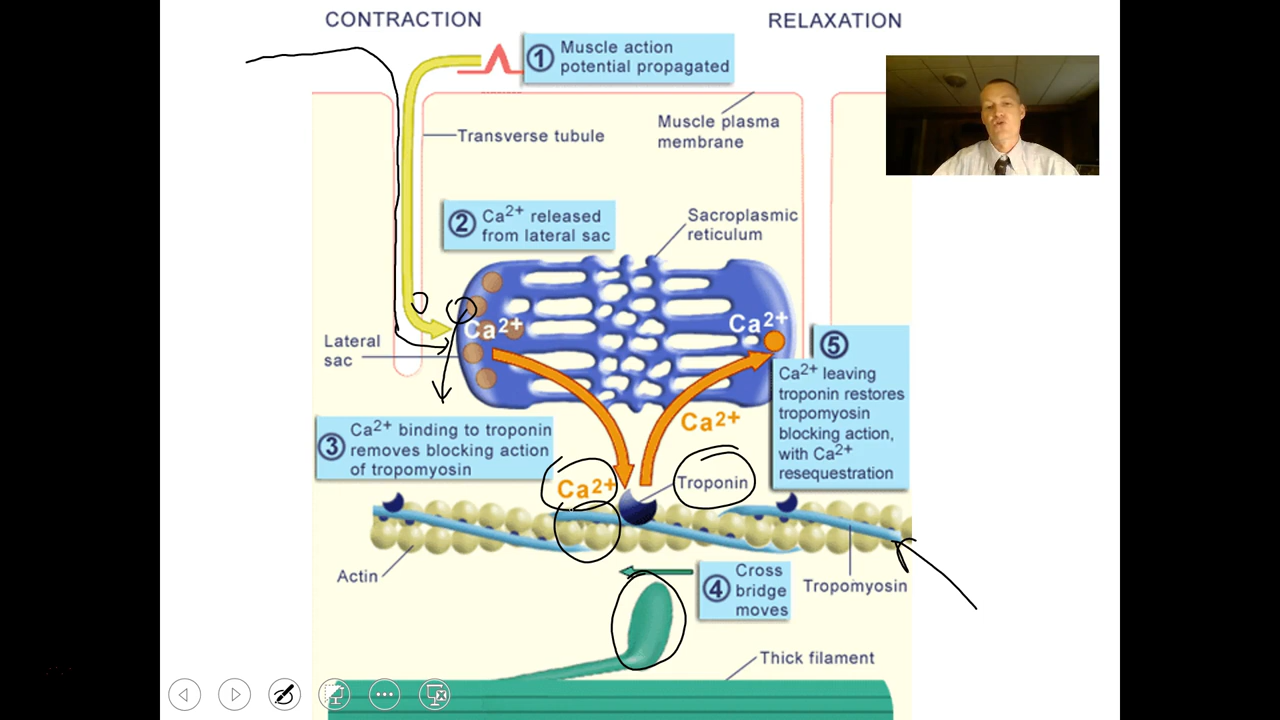 CONTRACTION
RELAXATION
1 Muscle action
potential propagated
Transverse tubule
Muscle plasma
membrane
2 Ca2+ released
from lateral sac
Sacroplasmic
reticulum
Ca2+
Ca2+
Lateral
sac
5
Ca2+ leaving
troponin restores
tropomyosin
blocking action,
with Ca2+
resequestration
Ca2+
3 Ca2+ binding to troponin
removes blocking action
of tropomyosin
Ca2+
Troponin
Actin
4 Cross
bridge
moves
Tropomyosin
Thick filament